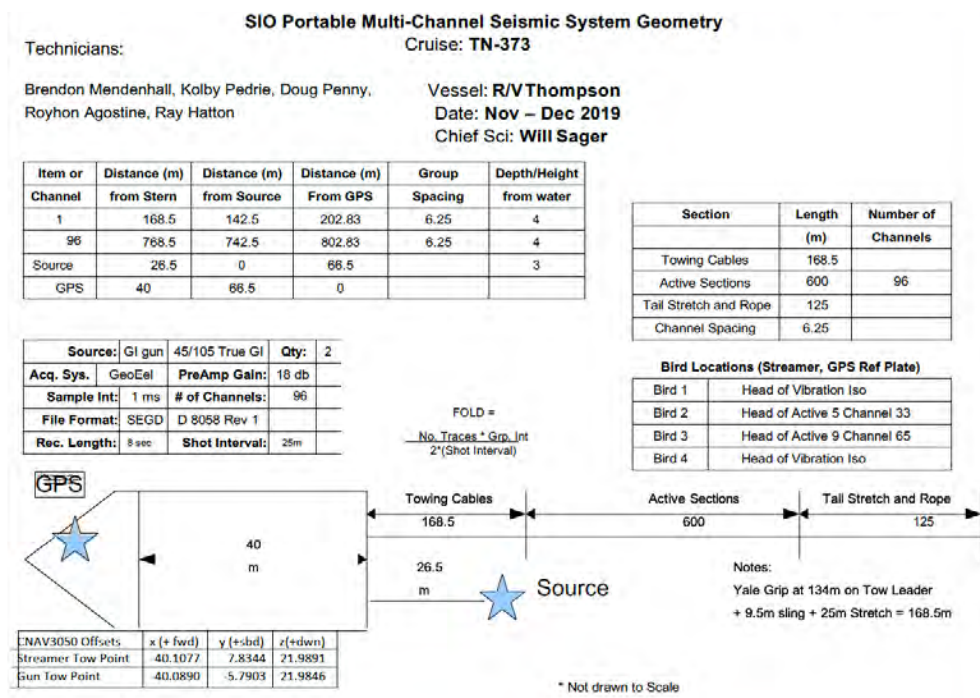 SIO Portable Multi-Channel Seismic System Geometry
Technicians:
Cruise: TN-373
Brendon Mendenhall, Kolby Pedrie, Doug Penny,
Royhon Agostine, Ray Hatton
Vessel: R/V Thompson
Date: Nov – Dec 2019
Chief Sci: Will Sager
Item or Distance (m) Distance (m) Distance (m) Group Depth/Height
Channel from Stern from Source From GPS Spacing from water
1 168.5 142.5 202.83 6.25 4
96 768.5 742.5 802.83 6.25 4
Source 26.5 0 66.5 3
GPS 40 66.5 0
Section Length Number of
(m) Channels
Towing Cables 168.5
Active Sections 600 96
Tail Stretch and Rope 125
Channel Spacing 6.25
Source: GI gun 45/105 True GI Qty: 2
Acq. Sys. GeoEel PreAmp Gain: 18 db
Sample Int: 1 ms # of Channels: 96
File Format: SEGD D 8058 Rev 1
Rec. Length: 8 sec Shot Interval: 25m
FOLD =
No. Traces * Grp. Int
2*(Shot Interval)
Bird Locations (Streamer, GPS Ref Plate)
Bird 1 Head of Vibration Iso
Bird 2 Head of Active 5 Channel 33
Bird 3 Head of Active 9 Channel 65
Bird 4 Head of Vibration Iso
GPS
Towing Cables Active Sections Tail Stretch and Rope
168.5 600 125
40
m
26.5
m
Source
Notes:
Yale Grip at 134m on Tow Leader
+ 9.5m sling + 25m Stretch = 168.5m
CNAV3050 Offsets x (+ fwd) y (+sbd) z(+dwn)
Streamer Tow Point -40.1077 7.8344 21.9891
Gun Tow Point -40.0890 -5.7903 21.9846
* Not drawn to Scale